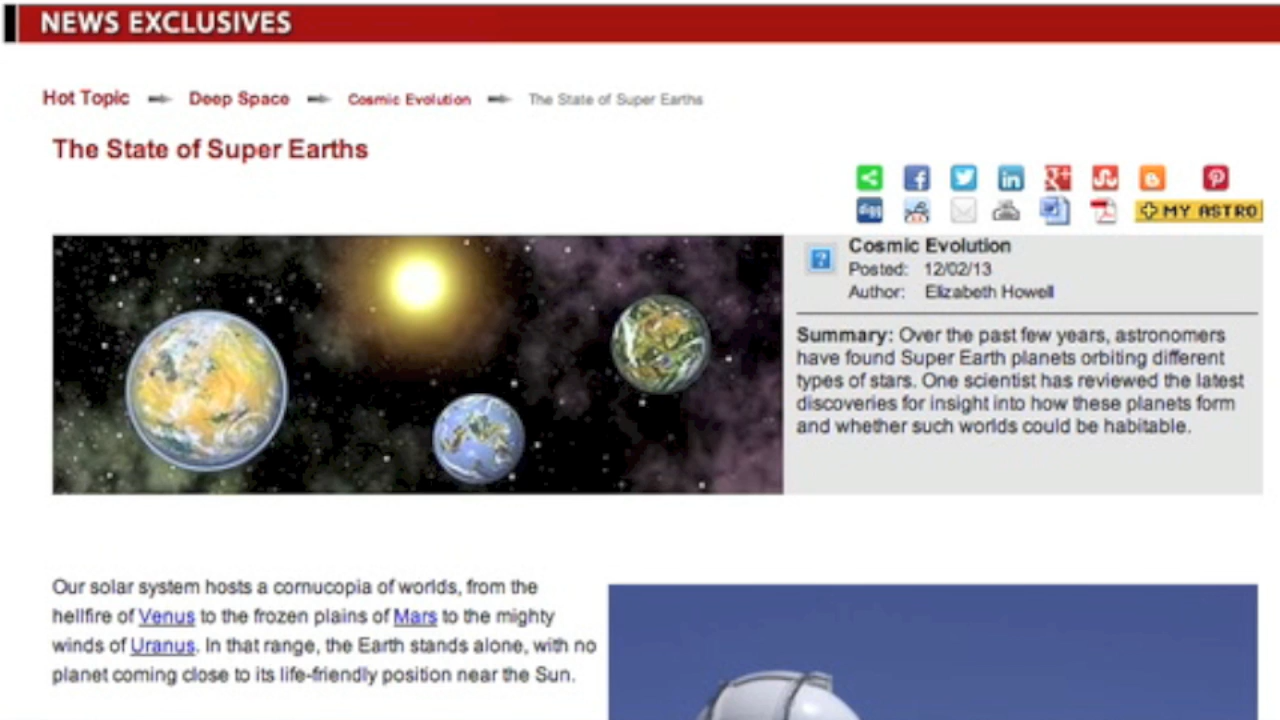 NEWS EXCLUSIVES
Hot Topic Deep Space Cosmic Evolution The State of Super Earths
The State of Super Earths
digg
MY ASTRO
Cosmic Evolution
Posted: 12/02/13
Author: Elizabeth Howell
Summary: Over the past few years, astronomers
have found Super Earth planets orbiting different
types of stars. One scientist has reviewed the latest
discoveries for insight into how these planets form
and whether such worlds could be habitable.
Our solar system hosts a cornucopia of worlds, from the
hellfire of Venus to the frozen plains of Mars to the mighty
winds of Uranus. In that range, the Earth stands alone, with no
planet coming close to its life-friendly position near the Sun.